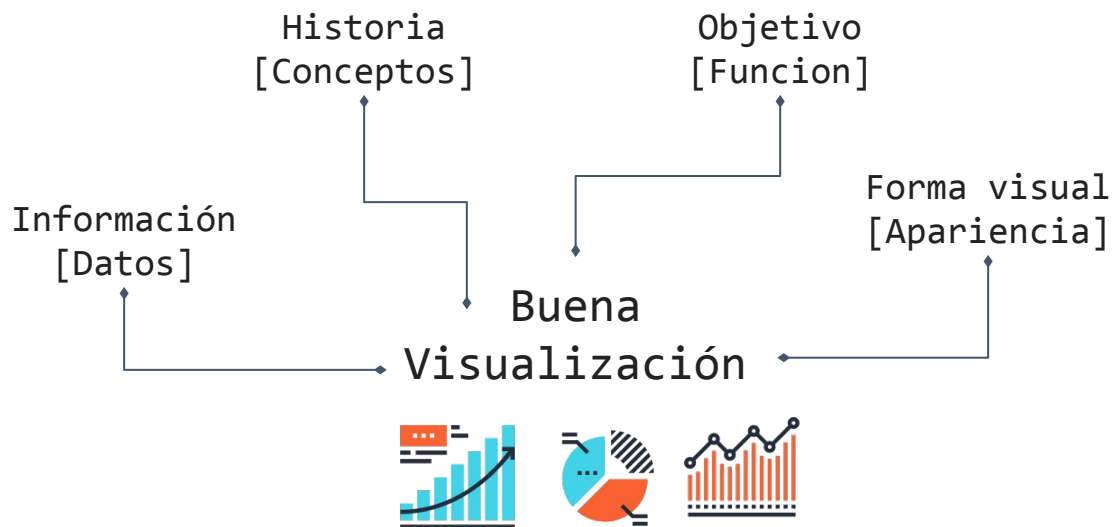 Historia
[Conceptos]
Objetivo
[Funcion]
Información
[Datos]
Forma visual
[Apariencia]
Buena
Visualización